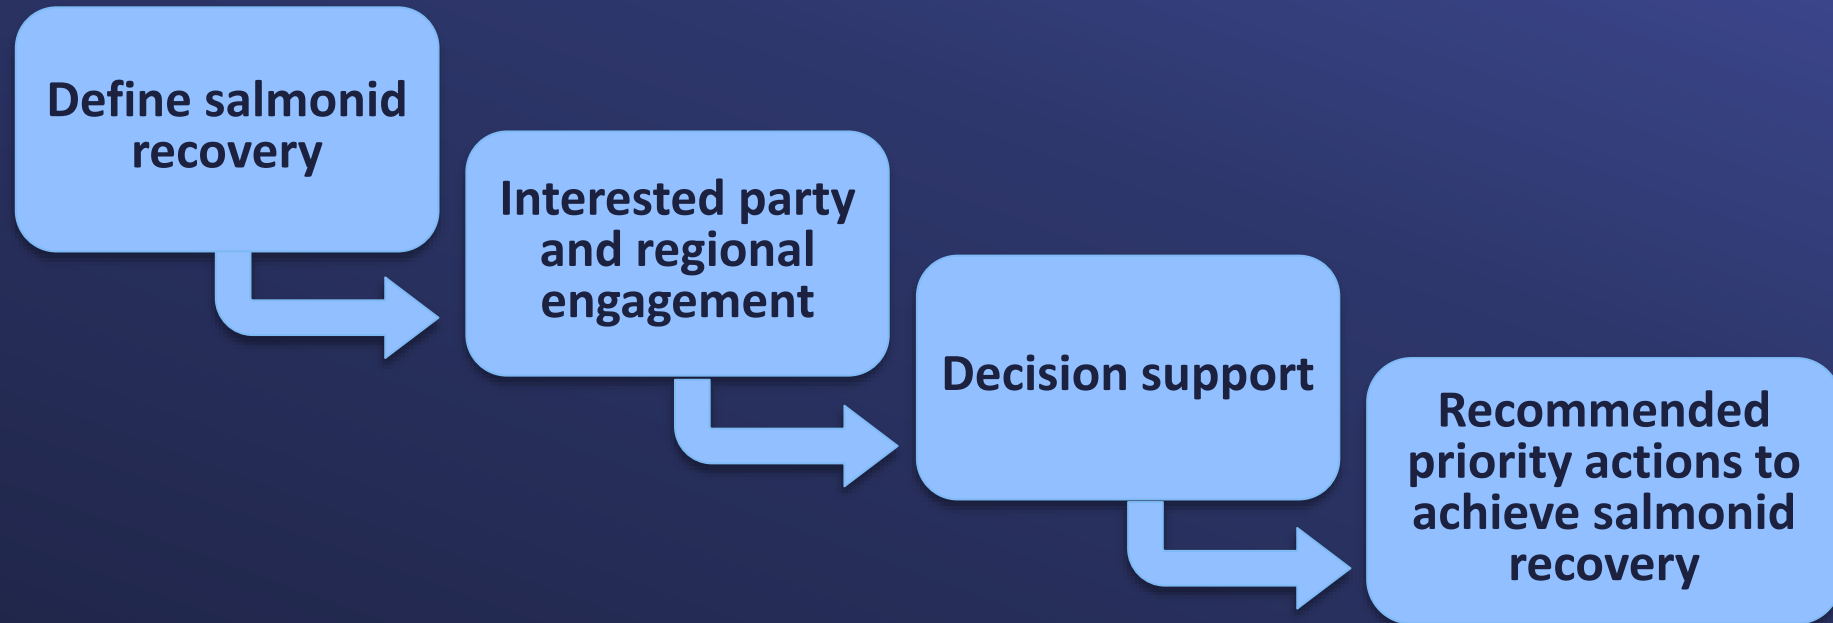 Define salmonid
recovery
Interested party
and regional
engagement
Decision support
Recommended
priority actions to
achieve salmonid
recovery